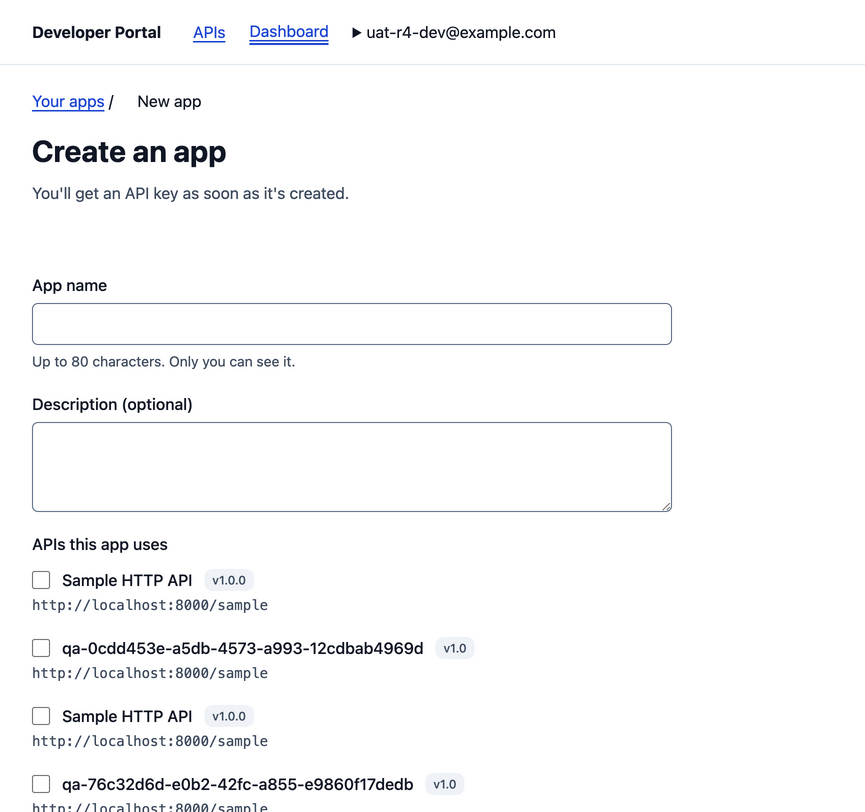 Developer Portal APIs Dashboard ▶ uat-r4-dev@example.com
Your apps / New app
Create an app
You'll get an API key as soon as it's created.
App name
Up to 80 characters. Only you can see it.
Description (optional)
APIs this app uses
Sample HTTP API v1.0.0
http://localhost:8000/sample
qa-0cdd453e-a5db-4573-a993-12cdbab4969d v1.0
http://localhost:8000/sample
Sample HTTP API v1.0.0
http://localhost:8000/sample
qa-76c32d6d-e0b2-42fc-a855-e9860f17dedb v1.0
http://localhost:8000/sample